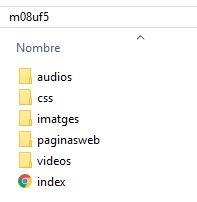 m08uf5
Nombre
audios
css
imatges
paginasweb
videos
index